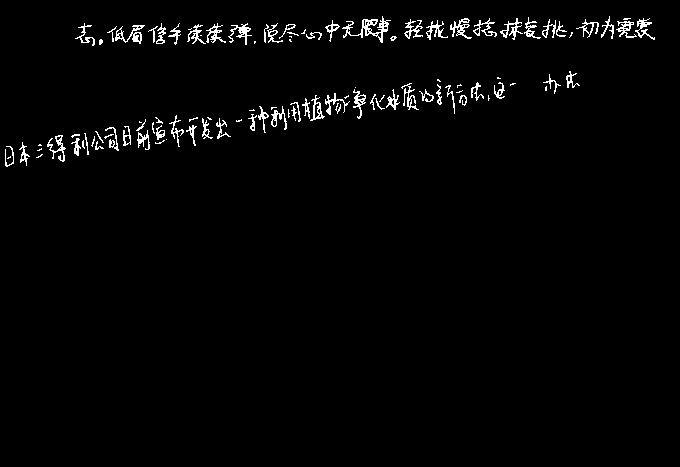 志。低眉信手续续弹,说尽心中无限事。轻拢慢捻抹复挑,初为霓裳
日本三得利公司日前宣布开发出一种利用植物净化水质的新方法,这一 办法